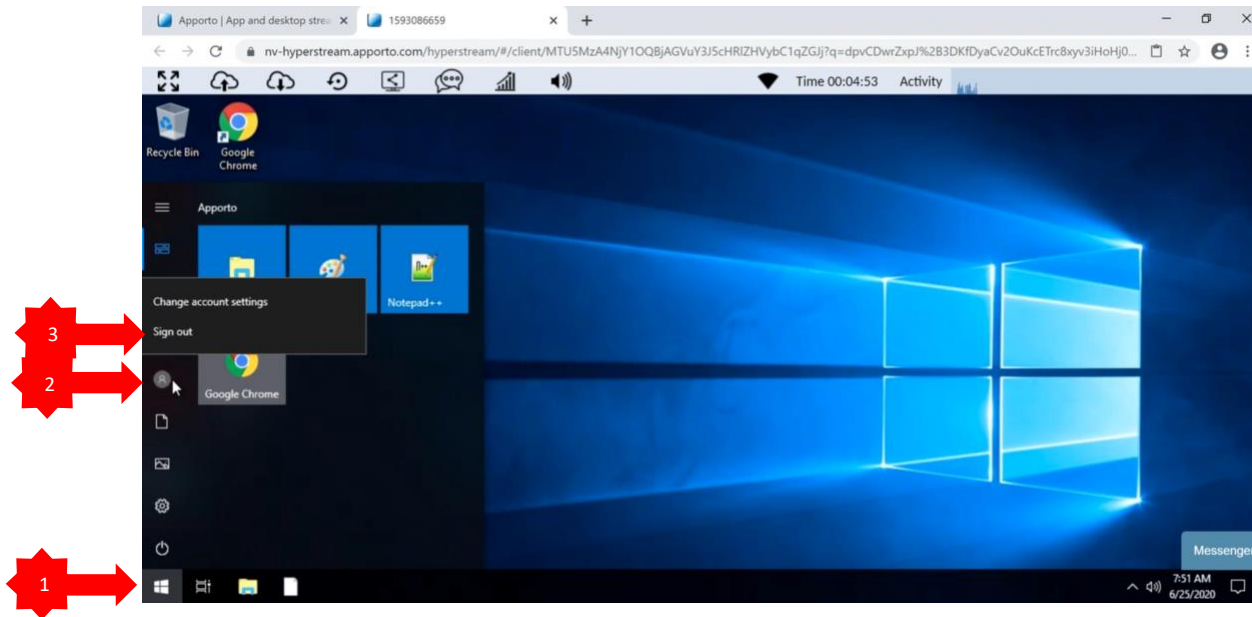 Apporto | App and desktop strea
1593086659
nv-hyperstream.apporto.com/hyperstream/#/client/MTU5MzA4NjY1OQBjAGVuY3J5cHRlZHVybC1qZGJj?q=dpvCDwrZxpJ%2B3DKfDyaCv2OuKcETrc8xyv3iHoHj0...
Time 00:04:53 Activity
Recycle Bin
Google Chrome
Apporto
Notepad++
Change account settings
Sign out
3
2
Google Chrome
Messenger
1
7:51 AM
6/25/2020